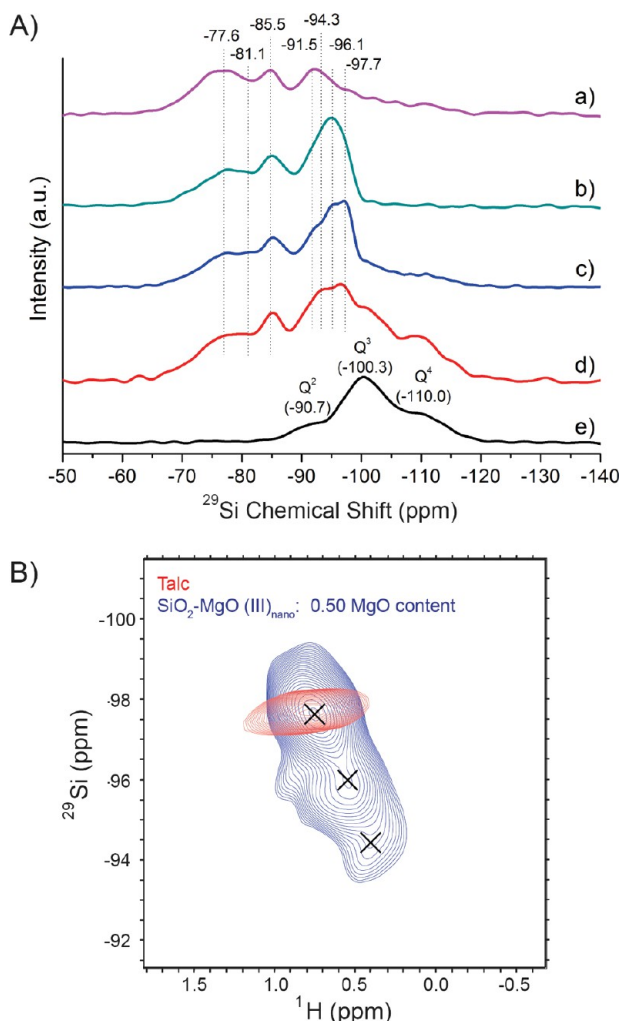 A)
-94.3
-85.5
-96.1
-77.6
-91.5
-81.1
-97.7
a)
b)
c)
d)
e)
Q³
(-100.3)
Q²
(-90.7)
Q⁴
(-110.0)
Intensity (a.u.)
-50 -60 -70 -80 -90 -100 -110 -120 -130 -140
²⁹Si Chemical Shift (ppm)
B)
Talc
SiO₂-MgO (III)ₙₐₙₒ: 0.50 MgO content
-100
-98
-96
-94
-92
²⁹Si (ppm)
1.5 1.0 0.5 0.0 -0.5
¹H (ppm)